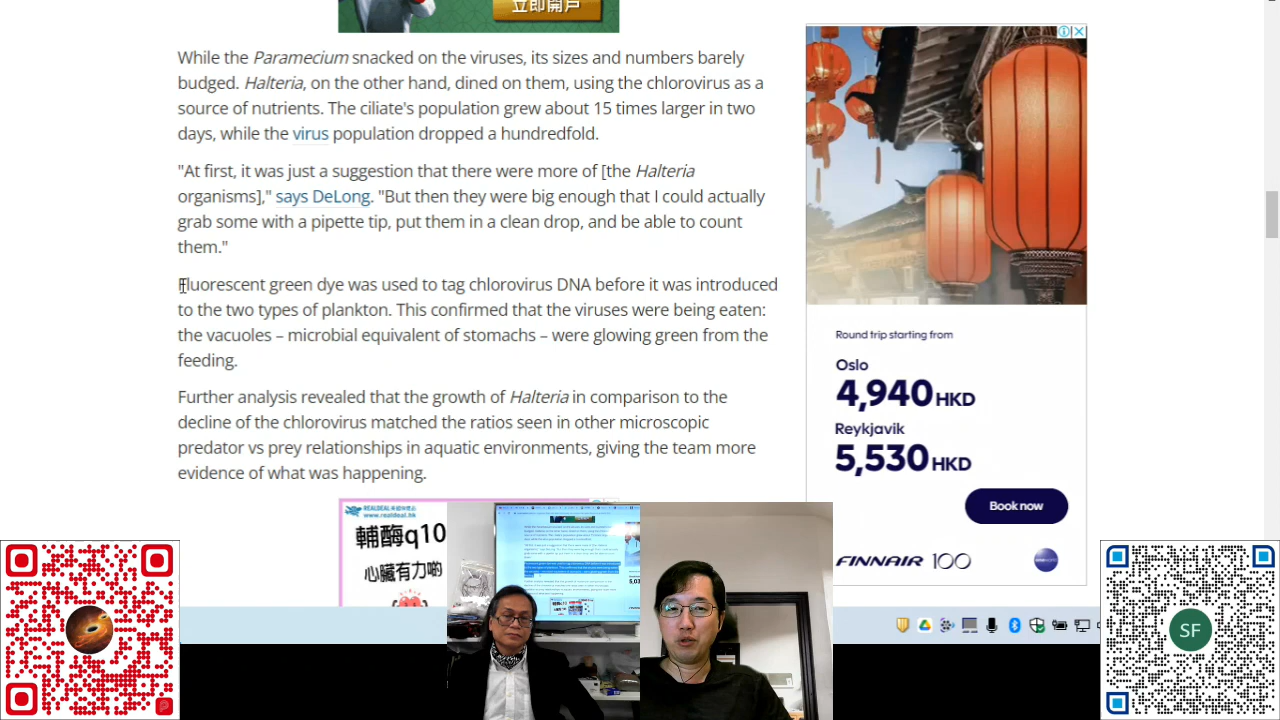 立即開戶
While the Paramecium snacked on the viruses, its sizes and numbers barely
budged. Halteria, on the other hand, dined on them, using the chlorovirus as a
source of nutrients. The ciliate's population grew about 15 times larger in two
days, while the virus population dropped a hundredfold.
"At first, it was just a suggestion that there were more of [the Halteria
organisms]," says DeLong. "But then they were big enough that I could actually
grab some with a pipette tip, put them in a clean drop, and be able to count
them."
Fluorescent green dye was used to tag chlorovirus DNA before it was introduced
to the two types of plankton. This confirmed that the viruses were being eaten:
the vacuoles – microbial equivalent of stomachs – were glowing green from the
feeding.
Further analysis revealed that the growth of Halteria in comparison to the
decline of the chlorovirus matched the ratios seen in other microscopic
predator vs prey relationships in aquatic environments, giving the team more
evidence of what was happening.
Round trip starting from
Oslo
4,940 HKD
Reykjavik
5,530 HKD
Book now
FINNAIR 100
REALDEAL
www.realdeal.hk
輔酶q10
心臟有力啲
SF